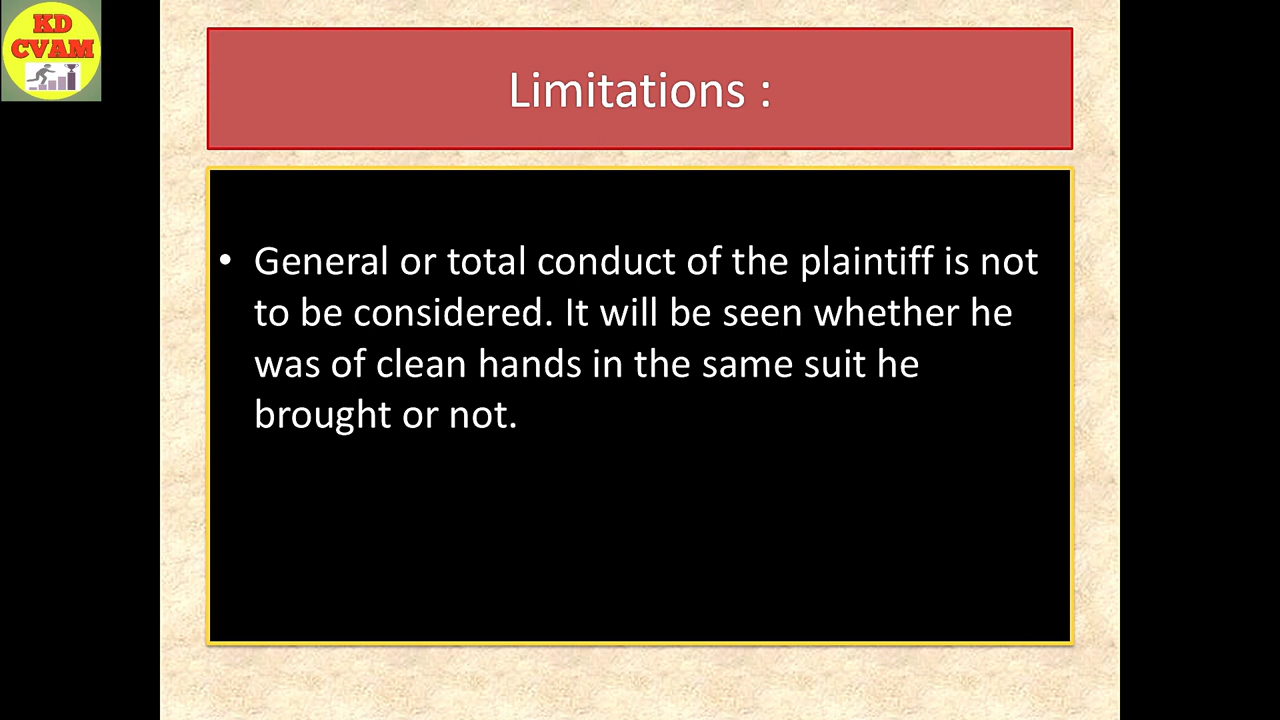 KD
CVAM
Limitations :
• General or total conduct of the plaintiff is not
to be considered. It will be seen whether he
was of clean hands in the same suit he
brought or not.